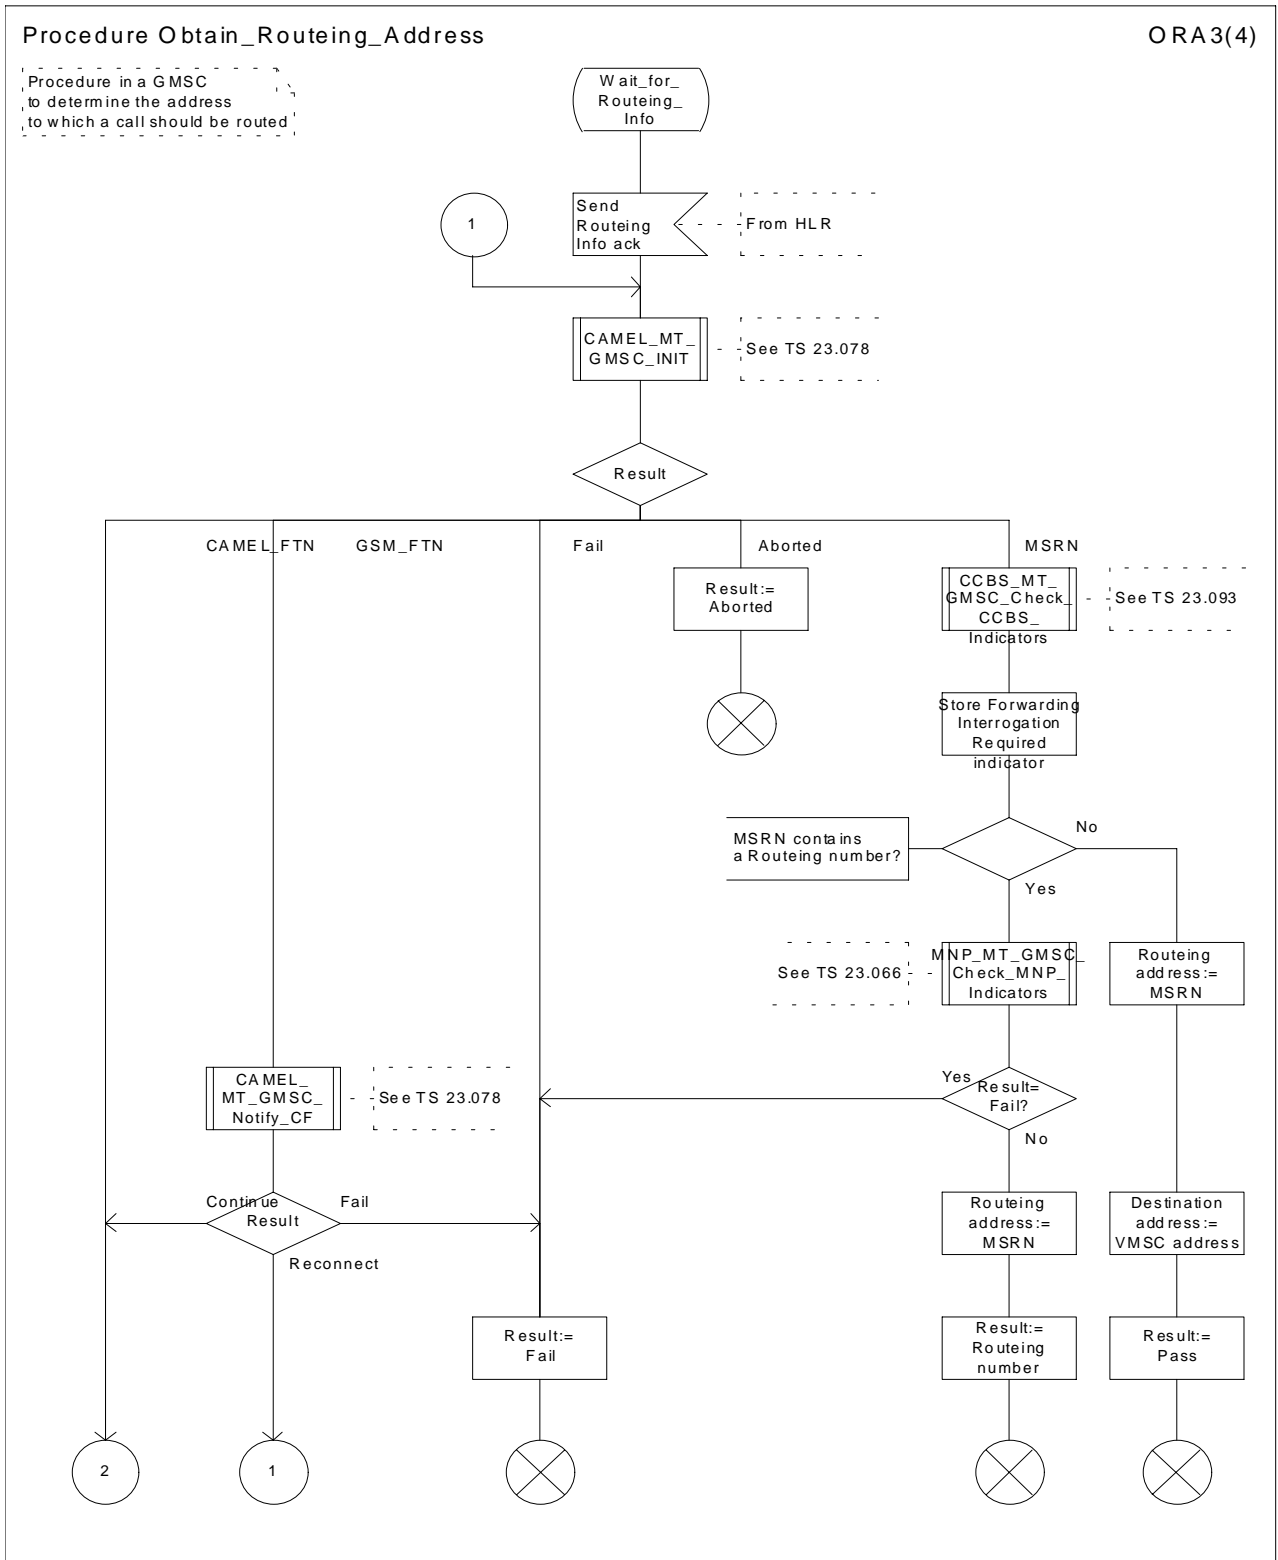 Procedure Obtain_Routeing_Address
ORA3(4)
Procedure in a GMSC
to determine the address
to which a call should be routed
Wait_for_
Routeing_
Info
1
Send
Routeing
Info ack
From HLR
CAMEL_MT_
GMSC_INIT
See TS 23.078
Result
CAMEL_FTN
GSM_FTN
Fail
Aborted
MSRN
Result:=
Aborted
CCBS_MT_
GMSC_Check_
CCBS_
Indicators
See TS 23.093
Store Forwarding
Interrogation
Required
indicator
MSRN contains
a Routeing number?
No
Yes
See TS 23.066
MNP_MT_GMSC_
Check_MNP_
Indicators
Routeing
address:=
MSRN
CAMEL_
MT_GMSC_
Notify_CF
See TS 23.078
Yes
Result=
Fail?
No
Continue
Result
Fail
Reconnect
Routeing
address:=
MSRN
Destination
address:=
VMSC address
Result:=
Fail
Result:=
Routeing
number
Result:=
Pass
2
1